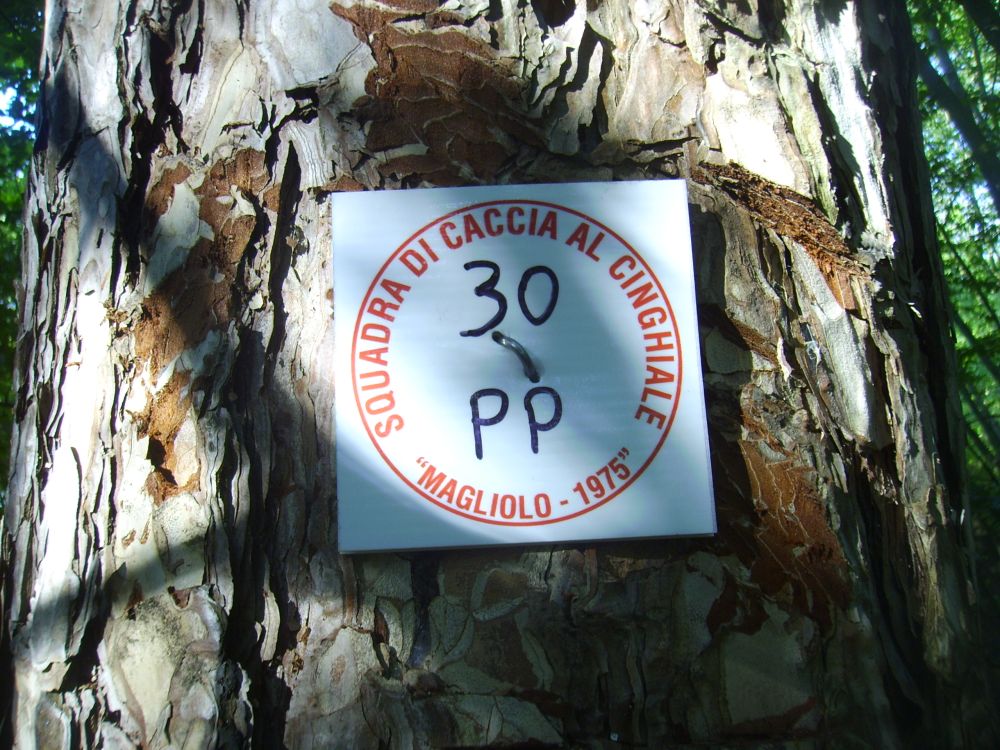 SQUADRA DI CACCIA AL CINGHIALE
30
PP
"MAGLIOLO - 1975"